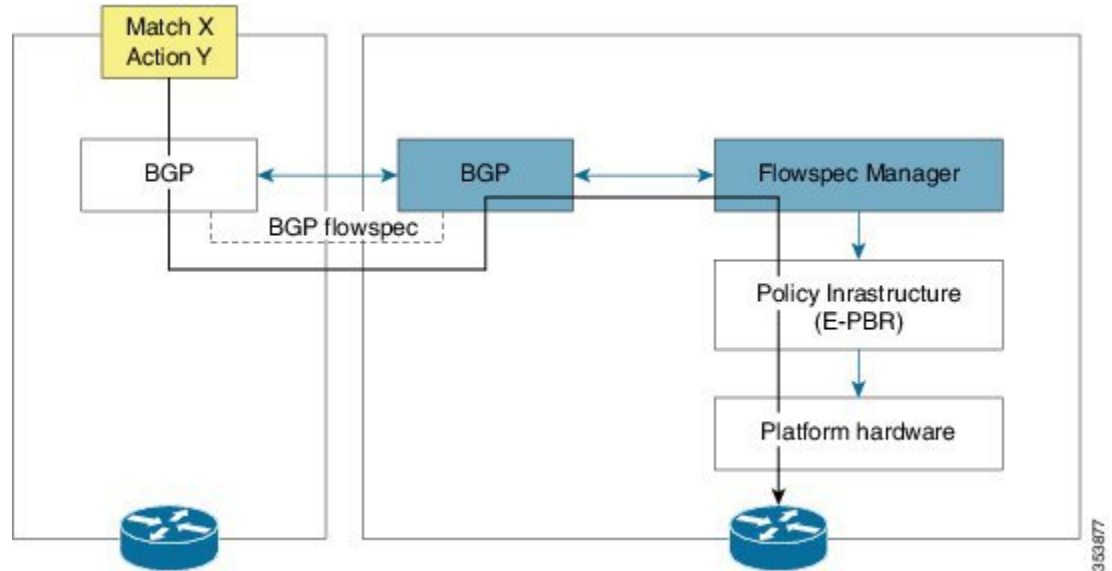 Match X
Action Y
BGP
BGP
Flowspec Manager
BGP flowspec
Policy Inrastructure
(E-PBR)
Platform hardware
353877